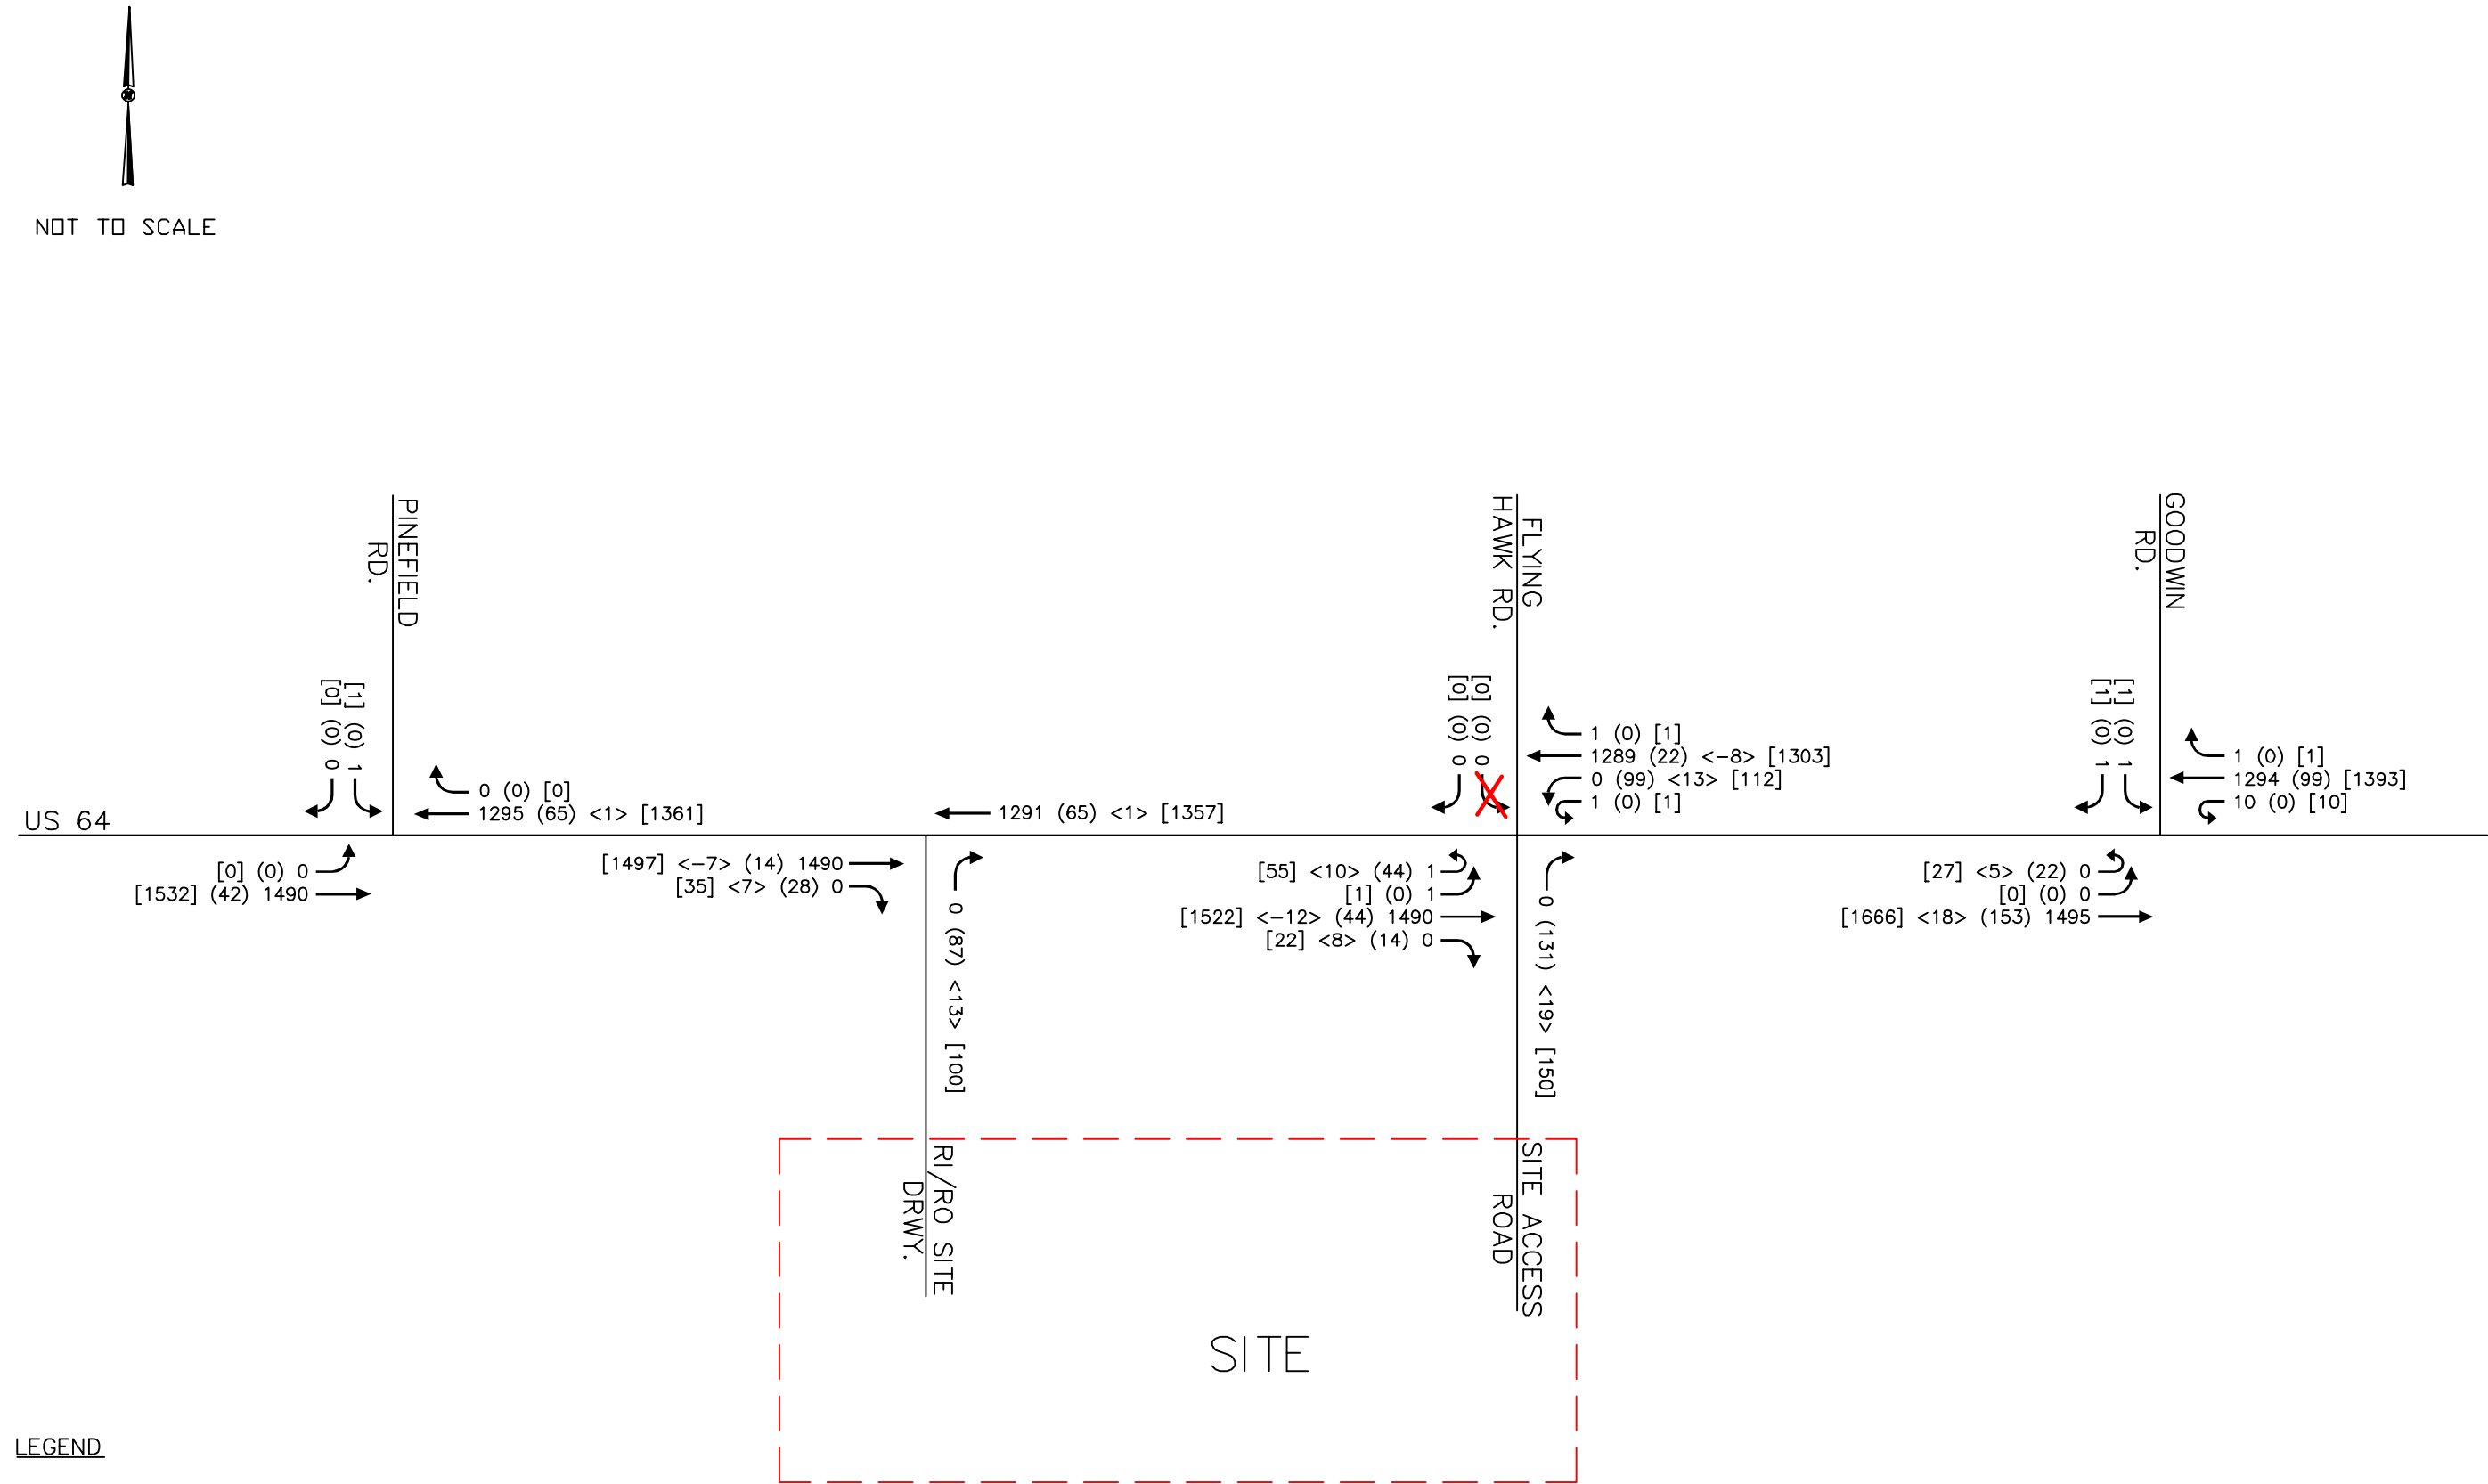 NOT TO SCALE
PINEFIELD
RD.
FLYING
HAWK RD.
GOODWIN
RD.
[1] (0) 1
[0] (0) 0
0 (0) [0]
1295 (65) <1> [1361]
1291 (65) <1> [1357]
[0] (0) 0
[0] (0) 0
1 (0) [1]
1289 (22) <-8> [1303]
0 (99) <13> [112]
1 (0) [1]
[1] (0) 1
[1] (0) 1
1 (0) [1]
1294 (99) [1393]
10 (0) [10]
US 64
[0] (0) 0
[1532] (42) 1490
[1497] <-7> (14) 1490
[35] <7> (28) 0
0 (87) <13> [100]
[55] <10> (44) 1
[1] (0) 1
[1522] <-12> (44) 1490
[22] <8> (14) 0
0 (131) <19> [150]
[27] <5> (22) 0
[0] (0) 0
[1666] <18> (153) 1495
RI/RO SITE
DRWY.
SITE ACCESS
ROAD
SITE
LEGEND